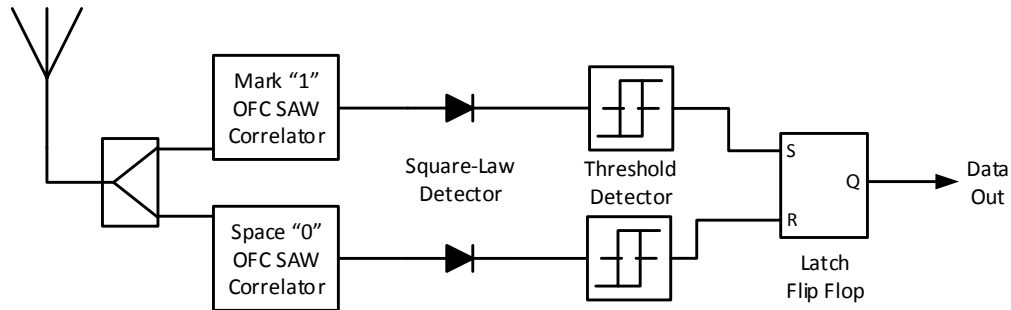 Mark “1”
OFC SAW
Correlator
Square-Law
Detector
Threshold
Detector
Space “0”
OFC SAW
Correlator
S
R
Q
Data
Out
Latch
Flip Flop